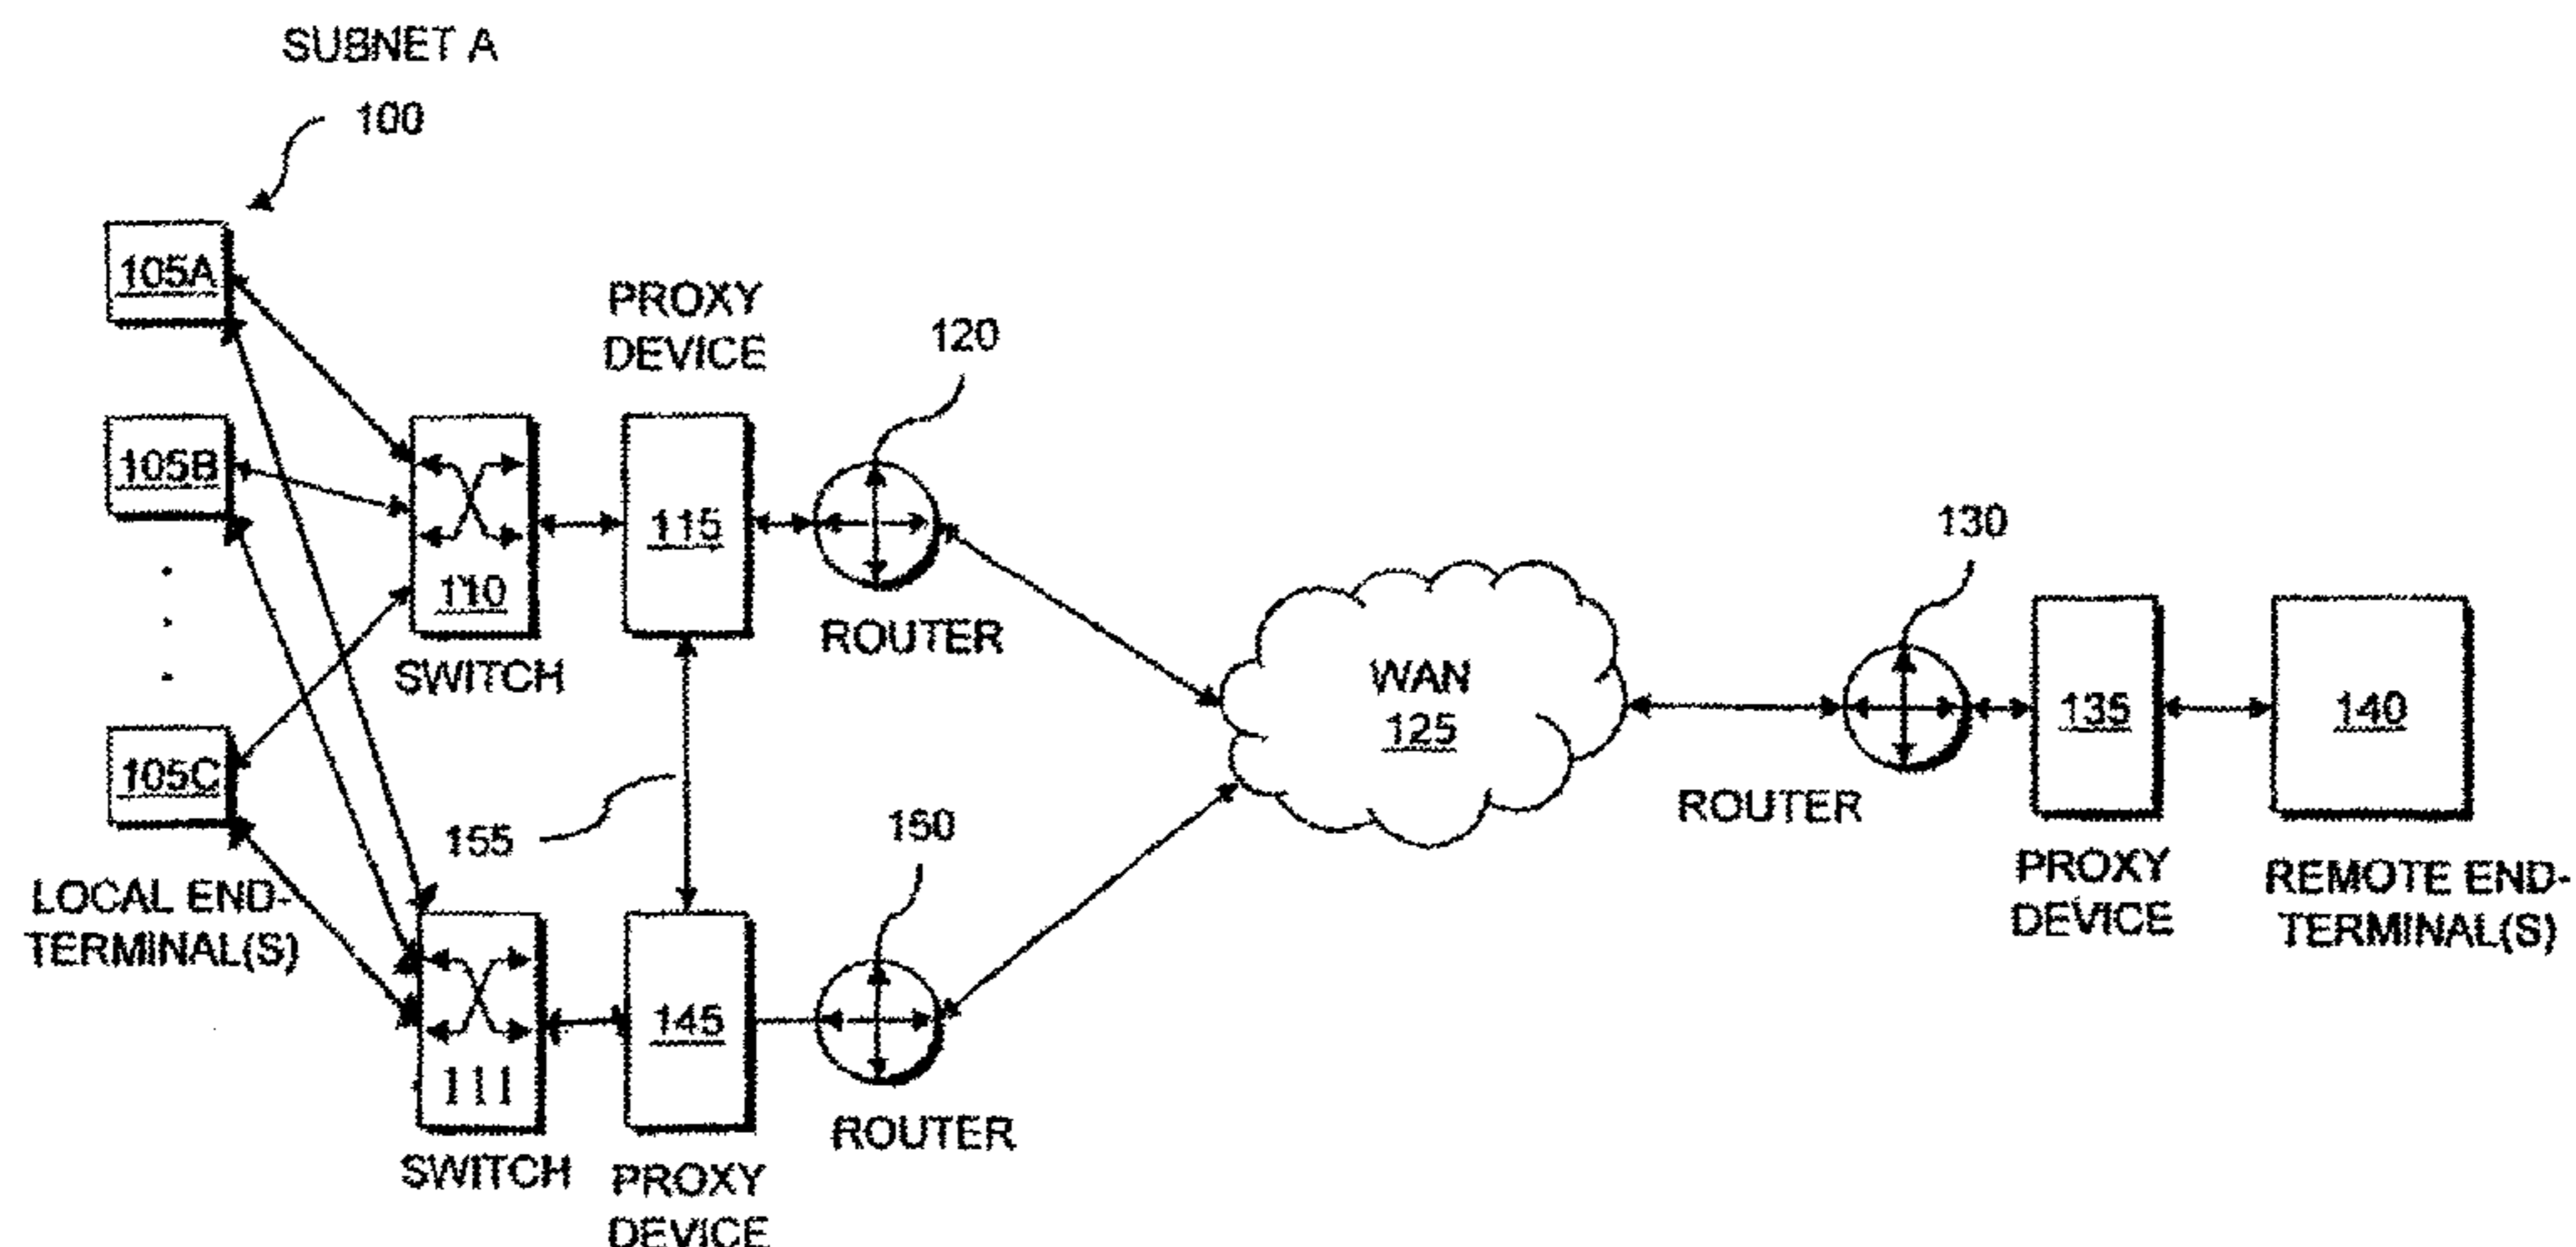 SUBNET A
100
105A
105B
105C
LOCAL END-
TERMINAL(S)
110
SWITCH
111
SWITCH
PROXY
DEVICE
115
155
145
PROXY
DEVICE
120
ROUTER
150
ROUTER
WAN
125
130
ROUTER
135
PROXY
DEVICE
140
REMOTE END-
TERMINAL(S)